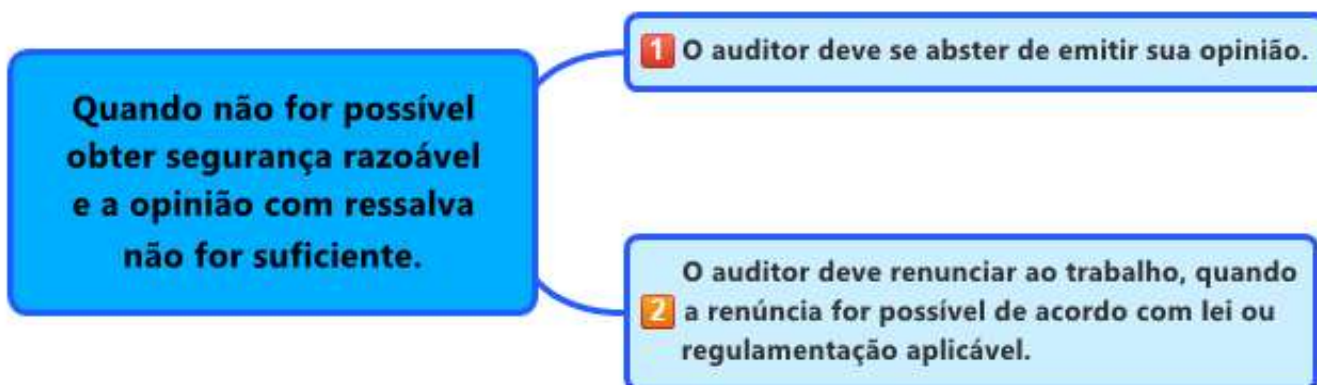 Quando não for possível
obter segurança razoável
e a opinião com ressalva
não for suficiente.
1 O auditor deve se abster de emitir sua opinião.
O auditor deve renunciar ao trabalho, quando
2 a renúncia for possível de acordo com lei ou
regulamentação aplicável.